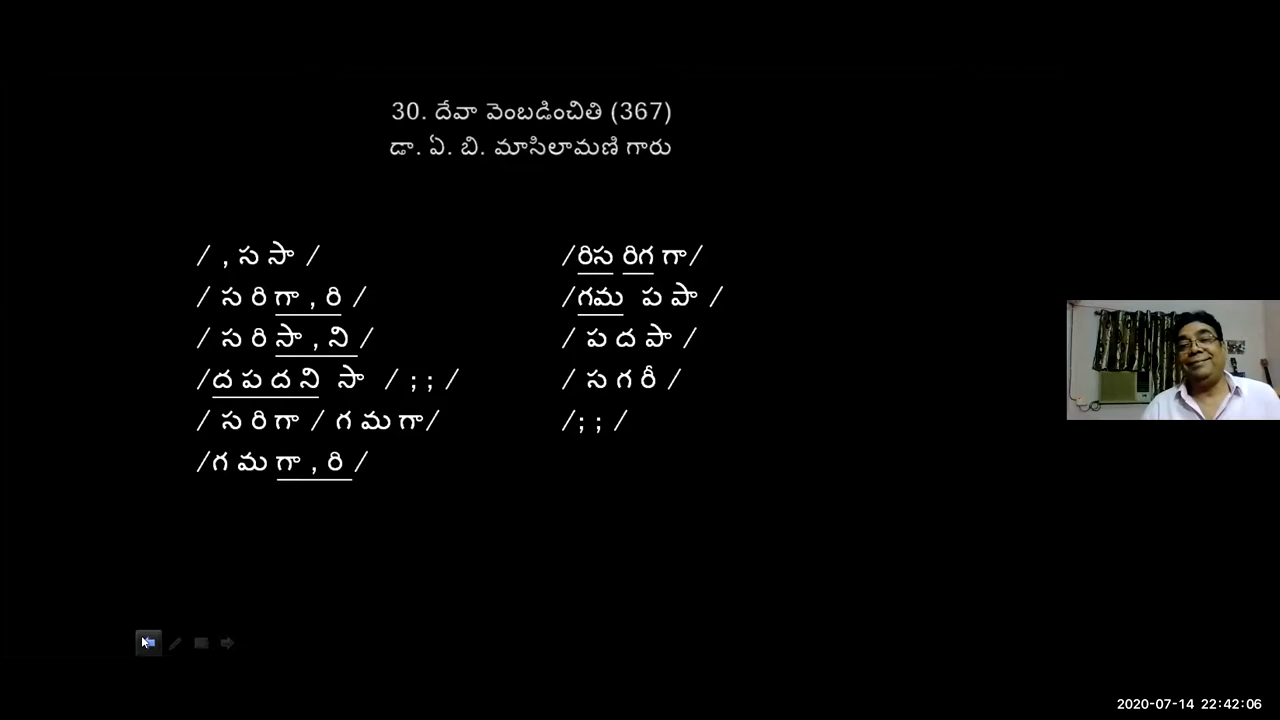 30. దేవా వెంబడించితి (367)
డా. ఏ. బి. మాసిలామణి గారు
/ , స సా /
/ స రి గా , రి /
/ స రి సా , ని /
/ద ప ద ని సా / ; ; /
/ స రి గా / గ మ గా/
/గ మ గా , రి /
/రిస రిగ గా/
/గమ ప పా /
/ ప ద పా /
/ స గ రీ /
/; ; /
2020-07-14 22:42:06